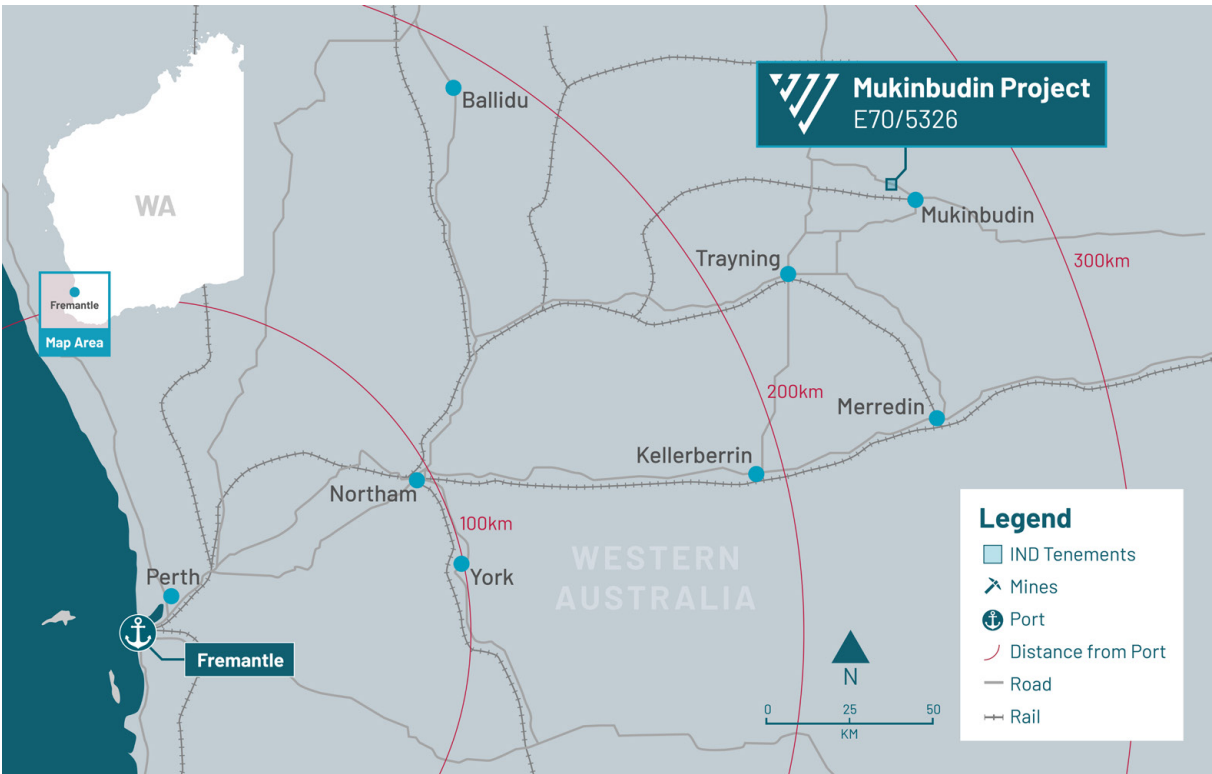 Ballidu
Mukinbudin Project
E70/5326
WA
Mukinbudin
Trayning
300km
Fremantle
Map Area
200km
Merredin
Kellerberrin
Northam
100km
WESTERN
AUSTRALIA
York
Perth
Fremantle
N
0 25 50
KM
Legend
IND Tenements
Mines
Port
Distance from Port
Road
Rail